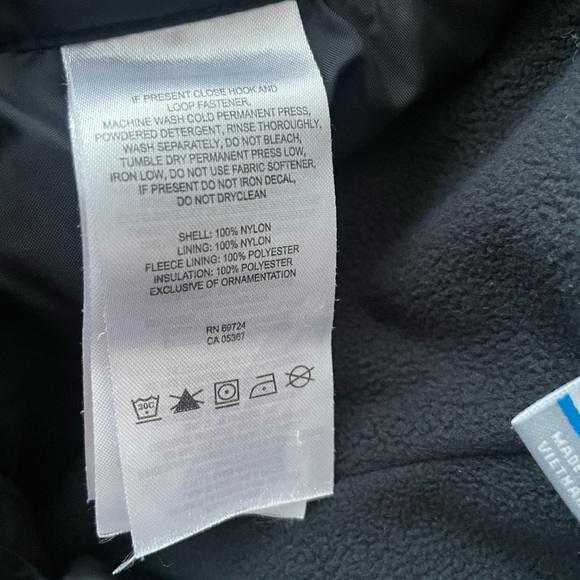 IF PRESENT CLOSE HOOK AND
LOOP FASTENER,
MACHINE WASH COLD PERMANENT PRESS,
POWDERED DETERGENT, RINSE THOROUGHLY,
WASH SEPARATELY, DO NOT BLEACH,
TUMBLE DRY PERMANENT PRESS LOW,
IRON LOW, DO NOT USE FABRIC SOFTENER,
IF PRESENT DO NOT IRON DECAL,
DO NOT DRYCLEAN
SHELL: 100% NYLON
LINING: 100% NYLON
FLEECE LINING: 100% POLYESTER
INSULATION: 100% POLYESTER
EXCLUSIVE OF ORNAMENTATION
RN 69724
CA 05367
30C
MADE
VIETNA